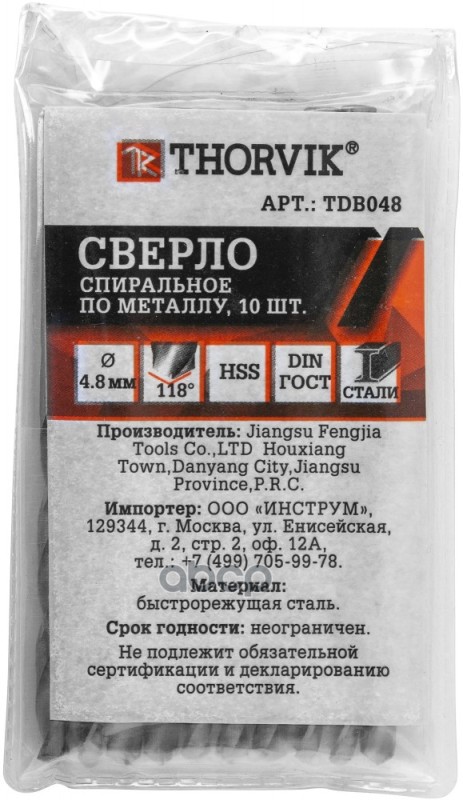 THORVIK®
АРТ.: TDB048
СВЕРЛО
СПИРАЛЬНОЕ
ПО МЕТАЛЛУ, 10 ШТ.
Ø
4.8 мм
118°
HSS
DIN
ГОСТ
СТАЛИ
Производитель: Jiangsu Fengjia
Tools Co.,LTD Houxiang
Town,Danyang City,Jiangsu
Province,P.R.C.
Импортер: ООО «ИНСТРУМ»,
129344, г. Москва, ул. Енисейская,
д. 2, стр. 2, оф. 12А,
тел.: +7 (499) 705-99-78.
Материал:
быстрорежущая сталь.
Срок годности: неограничен.
Не подлежит обязательной
сертификации и декларированию
соответствия.